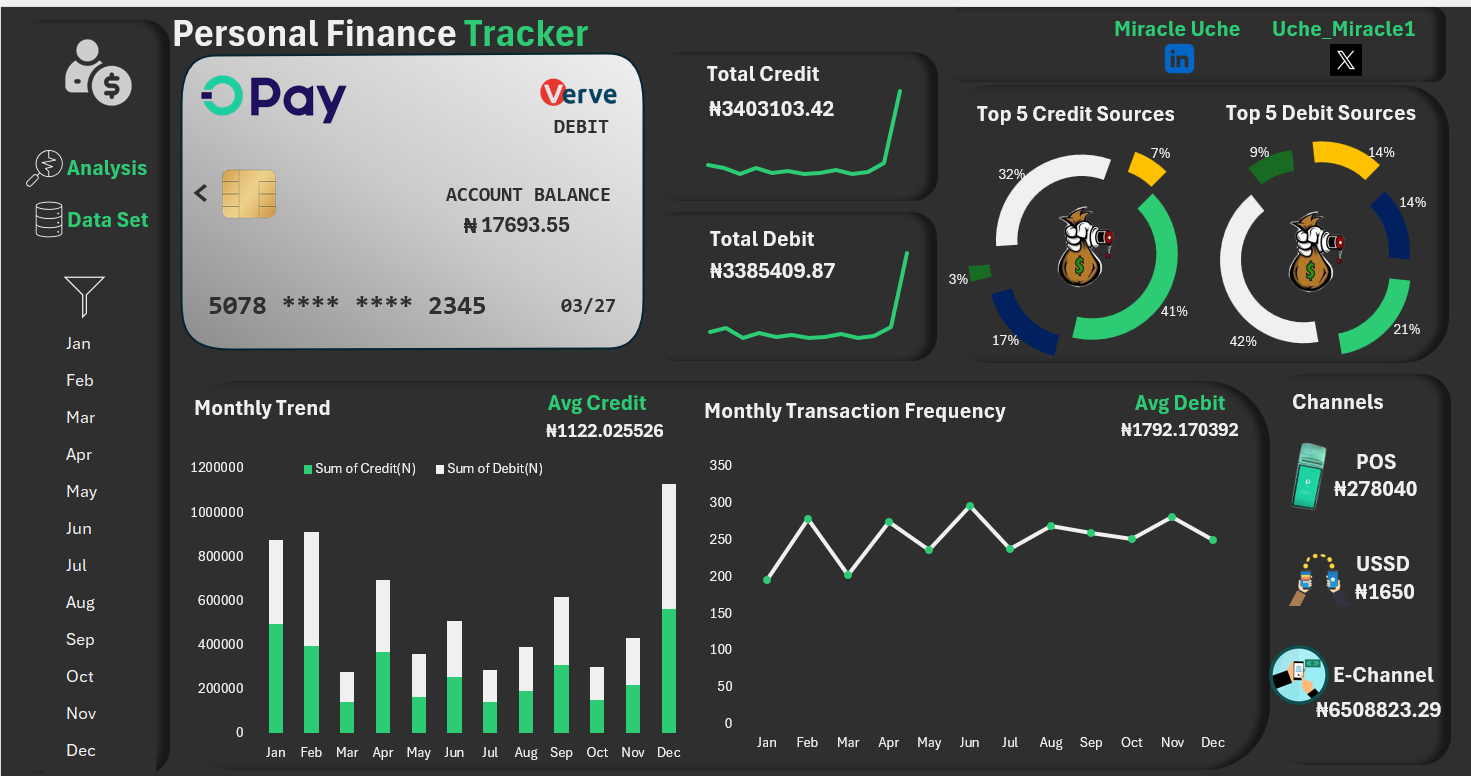 Personal Finance Tracker
Miracle Uche
Uche_Miracle1
in
X
$
Analysis
Data Set
Jan
Feb
Mar
Apr
May
Jun
Jul
Aug
Sep
Oct
Nov
Dec
OPay
Verve
DEBIT
<
ACCOUNT BALANCE
₦ 17693.55
5078 **** **** 2345
03/27
Total Credit
₦3403103.42
Total Debit
₦3385409.87
Top 5 Credit Sources
7%
32%
3%
17%
41%
$
Top 5 Debit Sources
9%
14%
14%
42%
21%
$
Monthly Trend
Avg Credit
₦1122.025526
Sum of Credit(N)
Sum of Debit(N)
1200000
1000000
800000
600000
400000
200000
0
Jan Feb Mar Apr May Jun Jul Aug Sep Oct Nov Dec
Monthly Transaction Frequency
Avg Debit
₦1792.170392
350
300
250
200
150
100
50
0
Jan Feb Mar Apr May Jun Jul Aug Sep Oct Nov Dec
Channels
POS
₦278040
USSD
₦1650
E-Channel
₦6508823.29